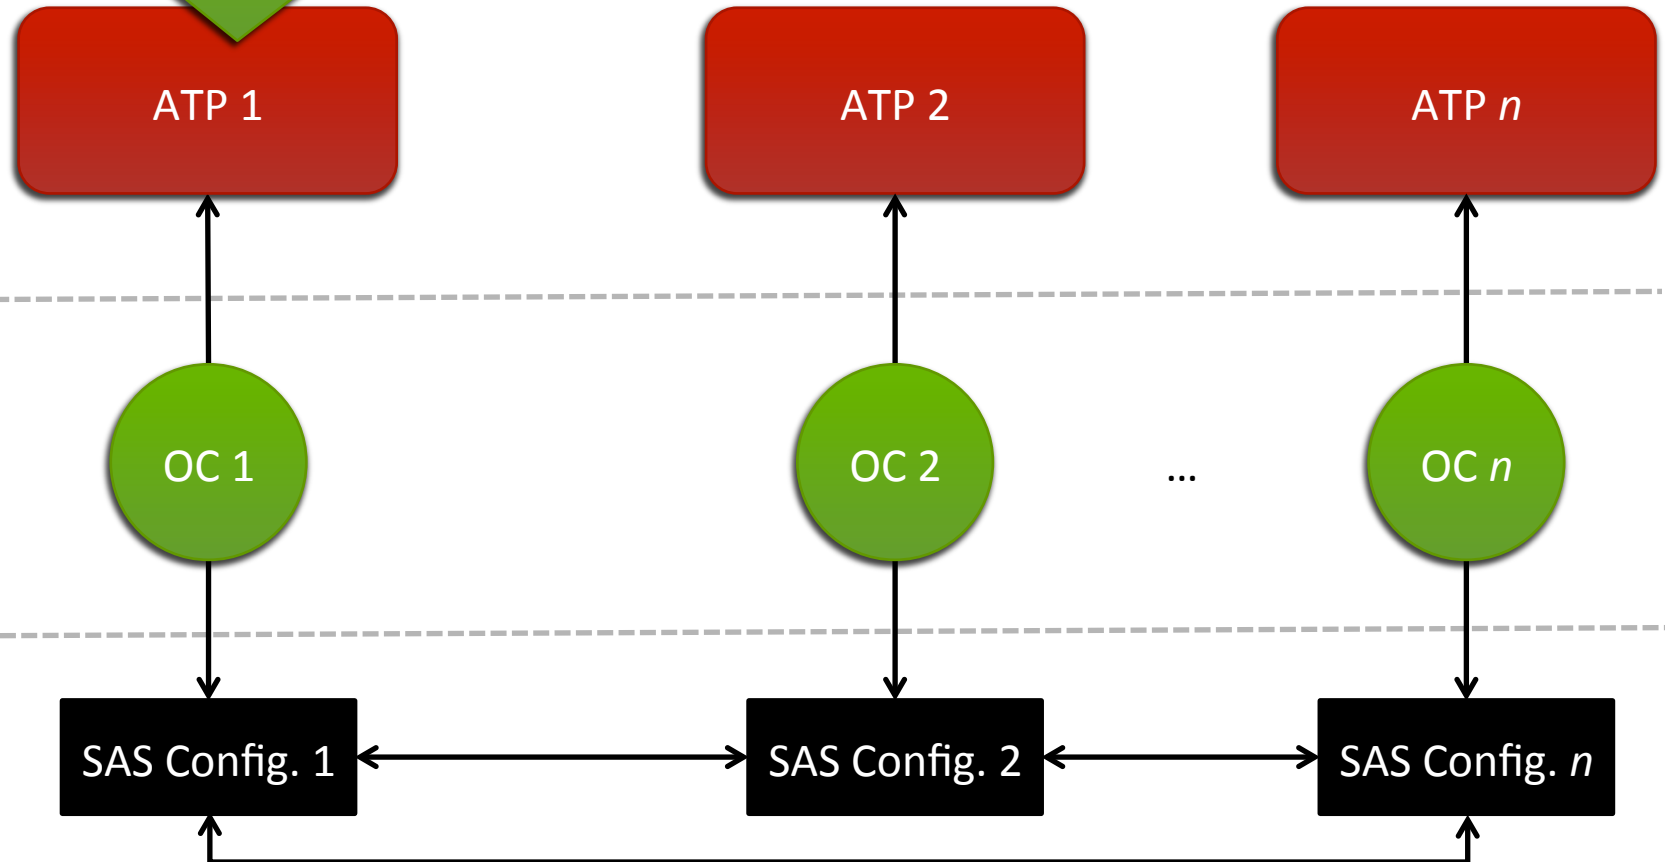 ATP 1
ATP 2
ATP n
OC 1
OC 2
...
OC n
SAS Config. 1
SAS Config. 2
SAS Config. n